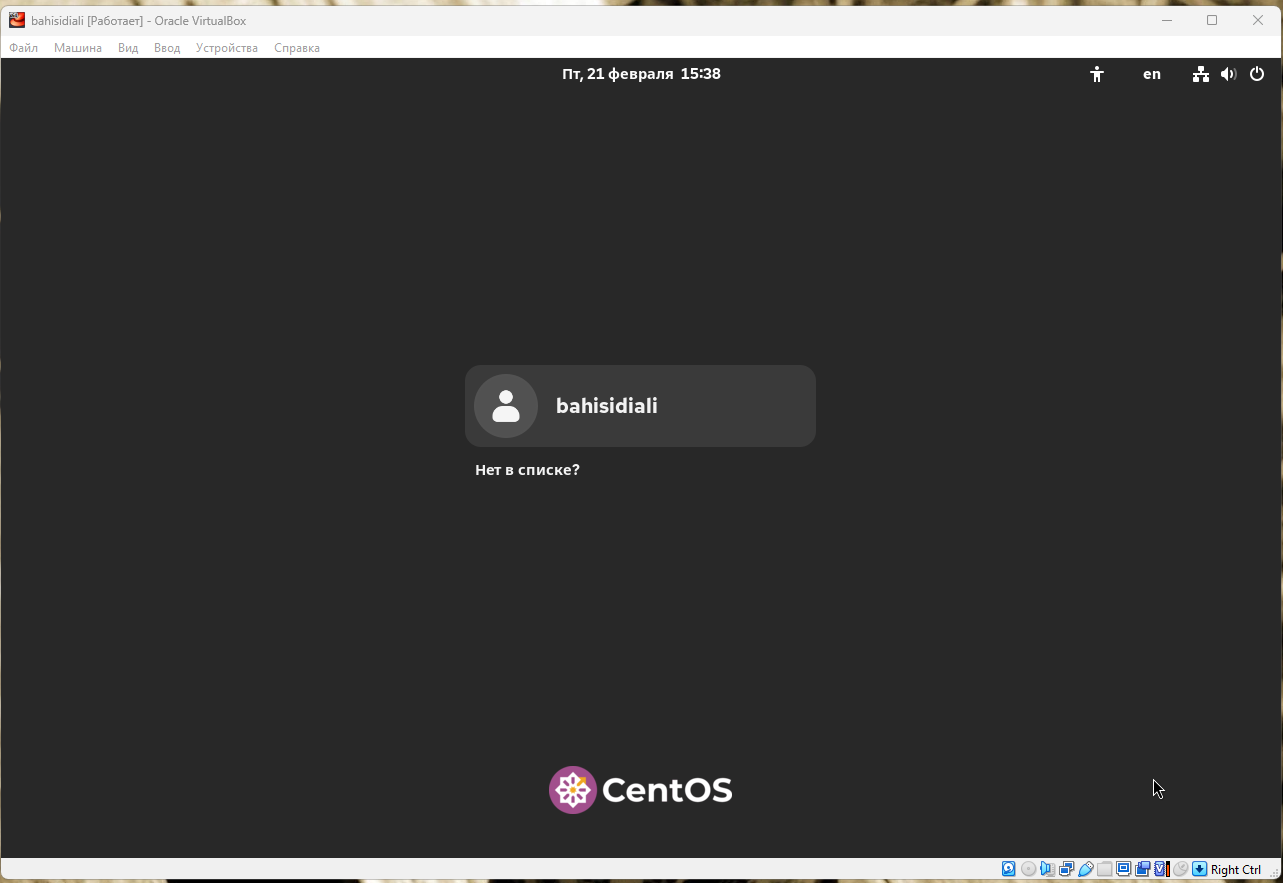 bahisidiali [Работает] - Oracle VirtualBox
Файл Машина Вид Ввод Устройства Справка
Пт, 21 февраля 15:38
en
bahisidiali
Нет в списке?
CentOS
Right Ctrl